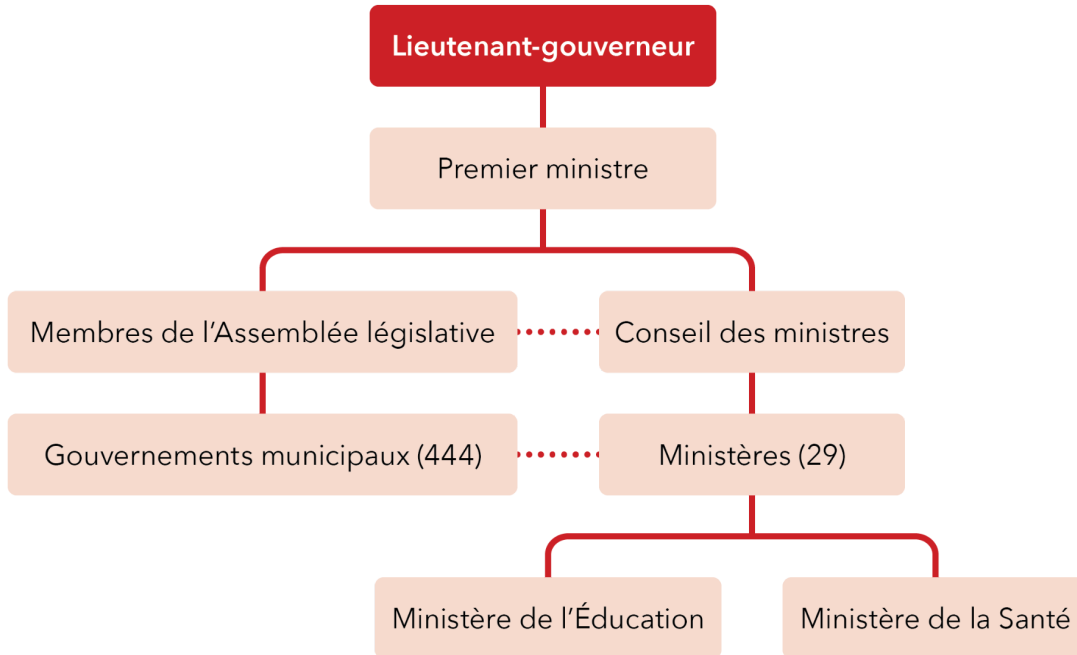 Lieutenant-gouverneur
Premier ministre
Membres de l'Assemblée législative
Conseil des ministres
Gouvernements municipaux (444)
Ministères (29)
Ministère de l'Éducation
Ministère de la Santé